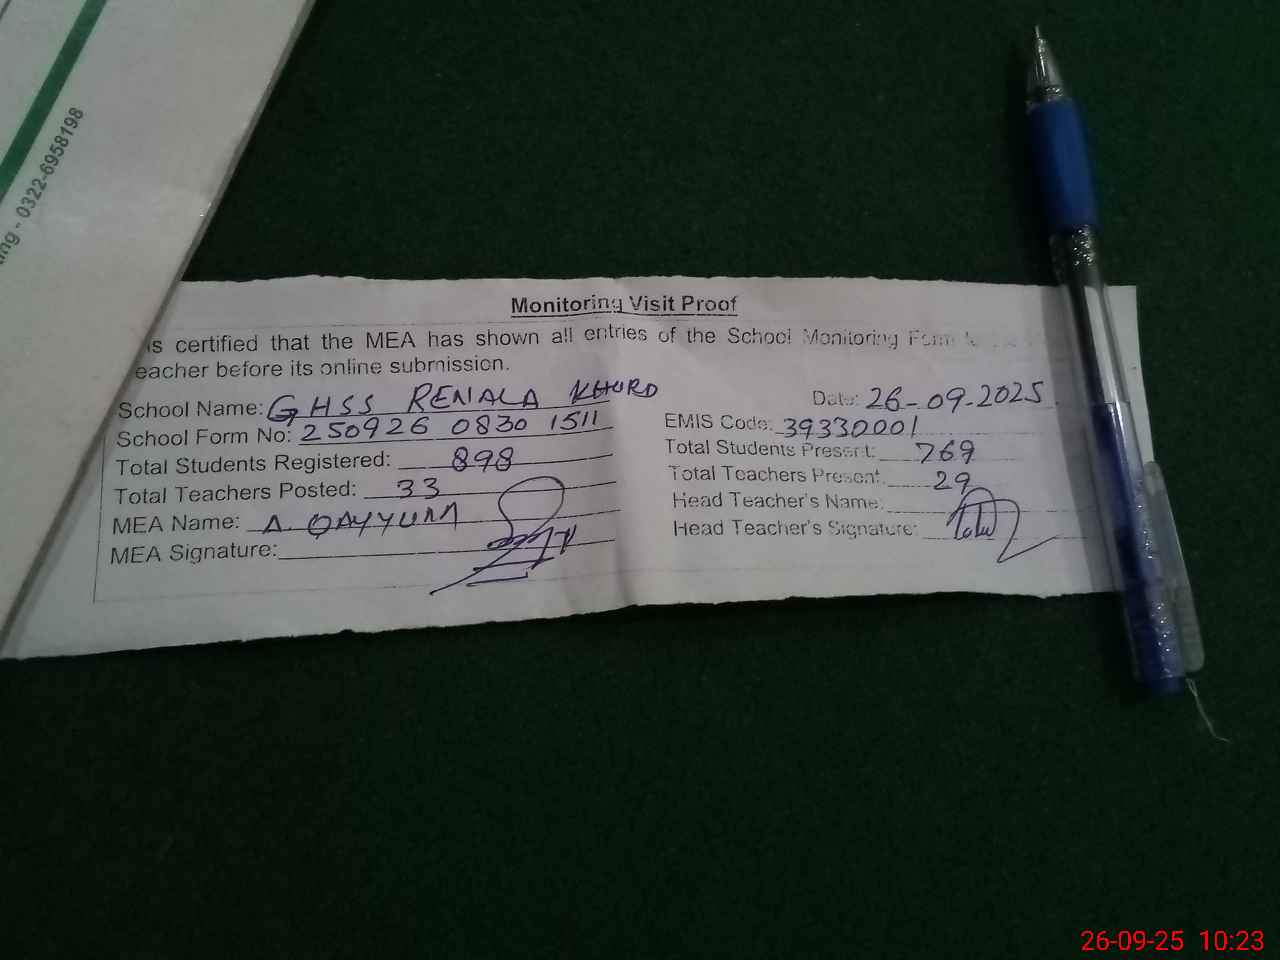 ing - 0322-6958198
Monitoring Visit Proof
is certified that the MEA has shown all entries of the School Monitoring Form
eacher before its online submission.
School Name: GHSS RENALA KHURD Date: 26-09-2025
School Form No: 250926 0830 1511 EMIS Code: 39330001
Total Students Registered: 898 Total Students Present: 769
Total Teachers Posted: 33 Total Teachers Present: 29
MEA Name: A. QAYYUM Head Teacher's Name:
MEA Signature: Head Teacher's Signature:
26-09-25 10:23